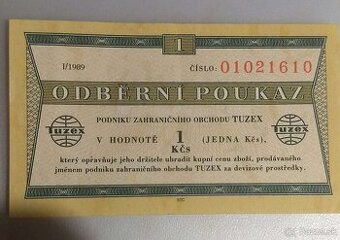 1
I/1989 ČÍSLO: 01021610
ODBĚRNÍ POUKAZ
PODNIKU ZAHRANIČNÍHO OBCHODU TUZEX
Tuzex V HODNOTĚ 1 (JEDNA Kčs), Tuzex
Kčs
který opravňuje jeho držitele uhradit kupní cenu zboží, prodávaného
jménem podniku zahraničního obchodu TUZEX za devizové prostředky.